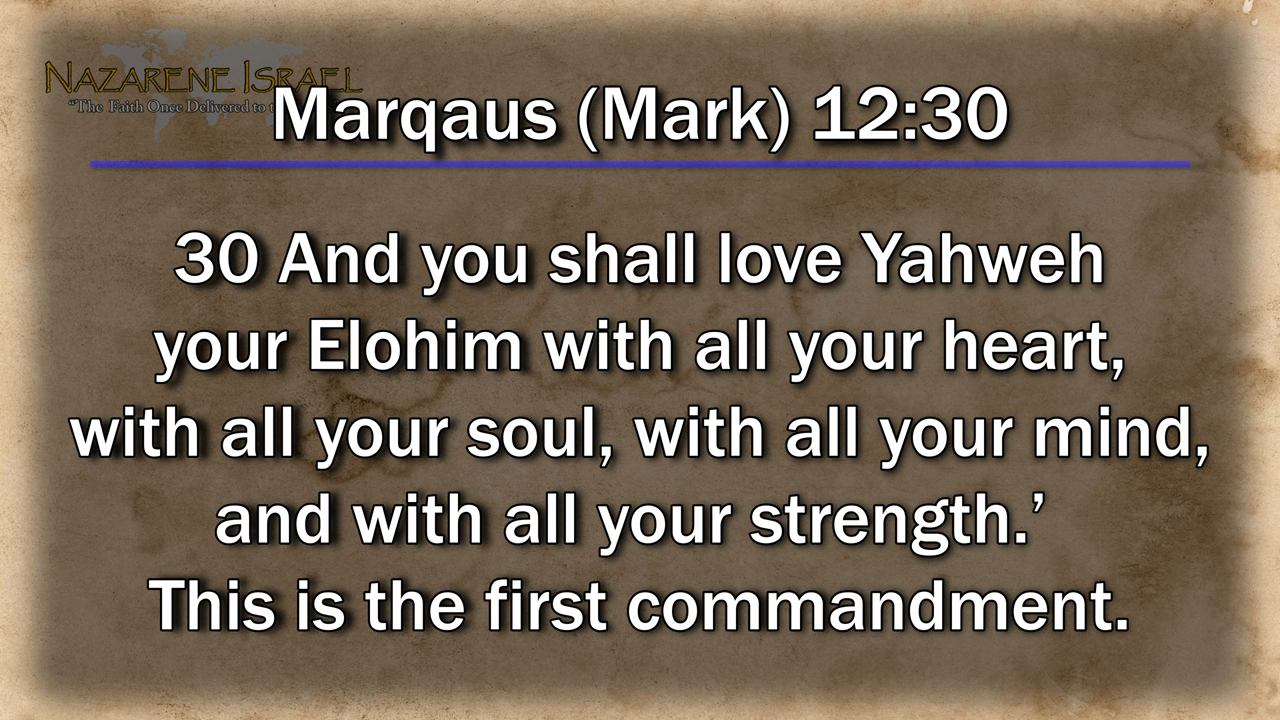 NAZARENE ISRAEL
"The Faith Once Delivered to
Marqaus (Mark) 12:30
30 And you shall love Yahweh
your Elohim with all your heart,
with all your soul, with all your mind,
and with all your strength.’
This is the first commandment.